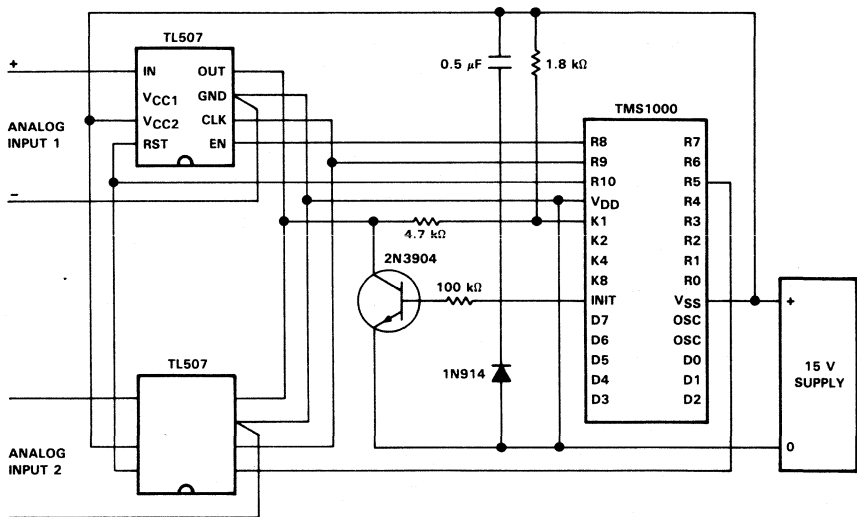 TL507
+
IN OUT
VCC1 GND
VCC2 CLK
RST EN
ANALOG
INPUT 1
−
0.5 μF
1.8 kΩ
TMS1000
R8 R7
R9 R6
R10 R5
VDD R4
K1 R3
K2 R2
K4 R1
K8 R0
INIT VSS
D7 OSC
D6 OSC
D5 D0
D4 D1
D3 D2
4.7 kΩ
2N3904
100 kΩ
1N914
+
15 V
SUPPLY
0
TL507
ANALOG
INPUT 2